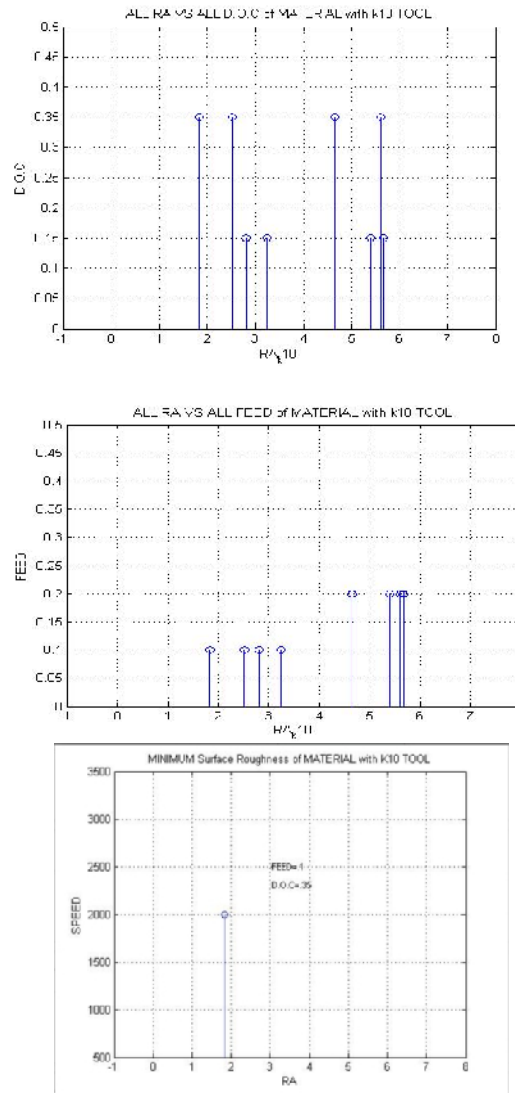 ALL RA VS ALL D.O.C of MATERIAL with k10 TOOL
0.5
0.45
0.4
0.35
0.3
0.25
0.2
0.15
0.1
0.05
0
D.O.C
-1 0 1 2 3 4 5 6 7 8
RA,k10
ALL RA VS ALL FEED of MATERIAL with k10 TOOL
0.5
0.45
0.4
0.35
0.3
0.25
0.2
0.15
0.1
0.05
0
FEED
-1 0 1 2 3 4 5 6 7
RA,k10
MINIMUM Surface Roughness of MATERIAL with K10 TOOL
3500
3000
2500
2000
1500
1000
500
SPEED
FEED=.1
D.O.C=.35
-1 0 1 2 3 4 5 6 7 8
RA